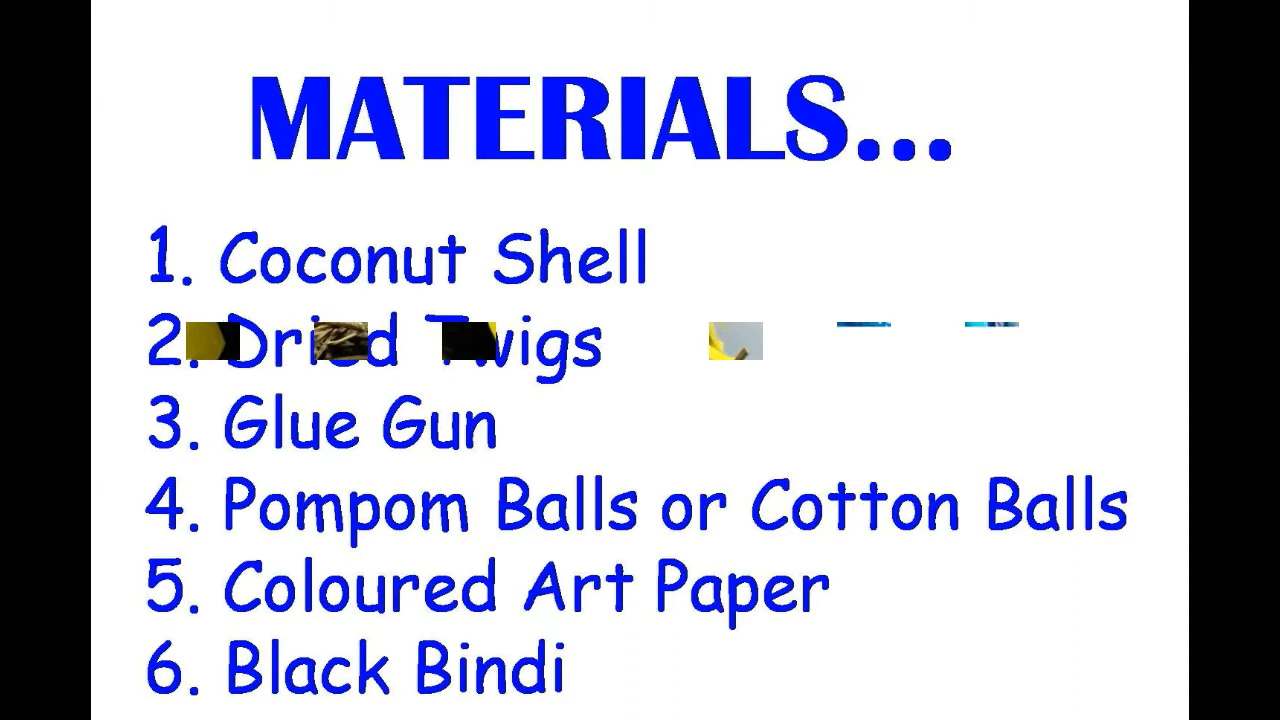 MATERIALS...
1. Coconut Shell
2. Dried Twigs
3. Glue Gun
4. Pompom Balls or Cotton Balls
5. Coloured Art Paper
6. Black Bindi